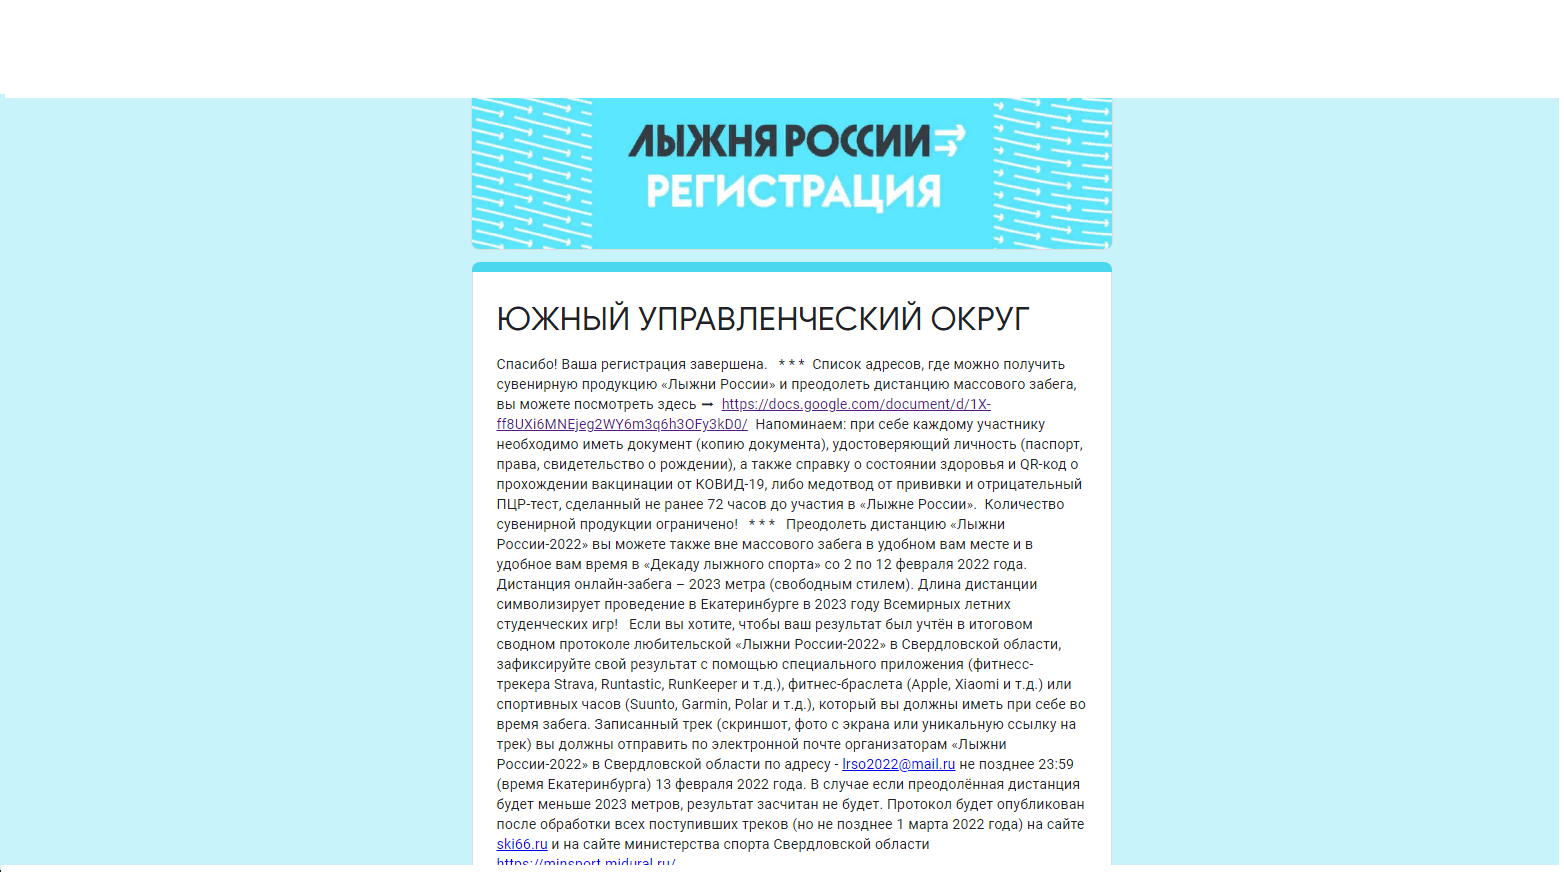 ЛЫЖНЯ РОССИИ
РЕГИСТРАЦИЯ
ЮЖНЫЙ УПРАВЛЕНЧЕСКИЙ ОКРУГ
Спасибо! Ваша регистрация завершена.   * * *  Список адресов, где можно получить
сувенирную продукцию «Лыжни России» и преодолеть дистанцию массового забега,
вы можете посмотреть здесь ➞  https://docs.google.com/document/d/1X-
ff8UXi6MNEjeg2WY6m3q6h3OFy3kD0/  Напоминаем: при себе каждому участнику
необходимо иметь документ (копию документа), удостоверяющий личность (паспорт,
права, свидетельство о рождении), а также справку о состоянии здоровья и QR-код о
прохождении вакцинации от КОВИД-19, либо медотвод от прививки и отрицательный
ПЦР-тест, сделанный не ранее 72 часов до участия в «Лыжне России».  Количество
сувенирной продукции ограничено!   * * *   Преодолеть дистанцию «Лыжни
России-2022» вы можете также вне массового забега в удобном вам месте и в
удобное вам время в «Декаду лыжного спорта» со 2 по 12 февраля 2022 года.
Дистанция онлайн-забега – 2023 метра (свободным стилем). Длина дистанции
символизирует проведение в Екатеринбурге в 2023 году Всемирных летних
студенческих игр!   Если вы хотите, чтобы ваш результат был учтён в итоговом
сводном протоколе любительской «Лыжни России-2022» в Свердловской области,
зафиксируйте свой результат с помощью специального приложения (фитнесс-
трекера Strava, Runtastic, RunKeeper и т.д.), фитнес-браслета (Apple, Xiaomi и т.д.) или
спортивных часов (Suunto, Garmin, Polar и т.д.), который вы должны иметь при себе во
время забега. Записанный трек (скриншот, фото с экрана или уникальную ссылку на
трек) вы должны отправить по электронной почте организаторам «Лыжни
России-2022» в Свердловской области по адресу - lrso2022@mail.ru не позднее 23:59
(время Екатеринбурга) 13 февраля 2022 года. В случае если преодолённая дистанция
будет меньше 2023 метров, результат засчитан не будет. Протокол будет опубликован
после обработки всех поступивших треков (но не позднее 1 марта 2022 года) на сайте
ski66.ru и на сайте министерства спорта Свердловской области
https://minsport.midural.ru/